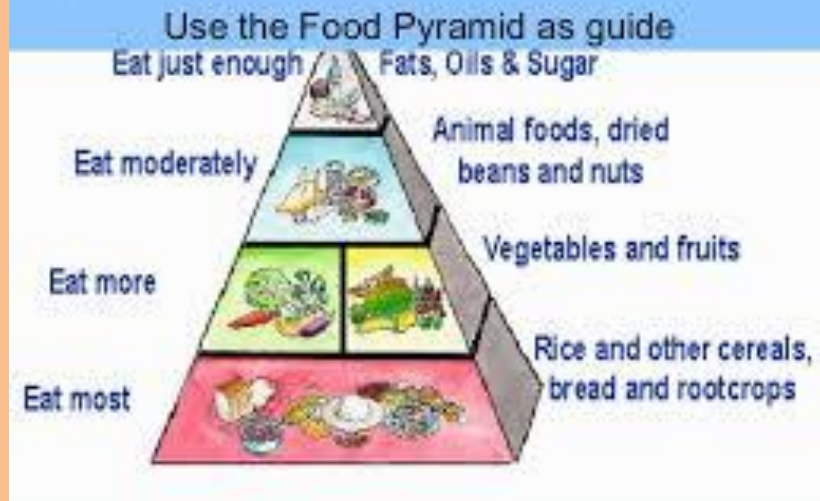 Use the Food Pyramid as guide
Eat just enough Fats, Oils & Sugar
Animal foods, dried
beans and nuts
Eat moderately
Vegetables and fruits
Eat more
Rice and other cereals,
bread and rootcrops
Eat most